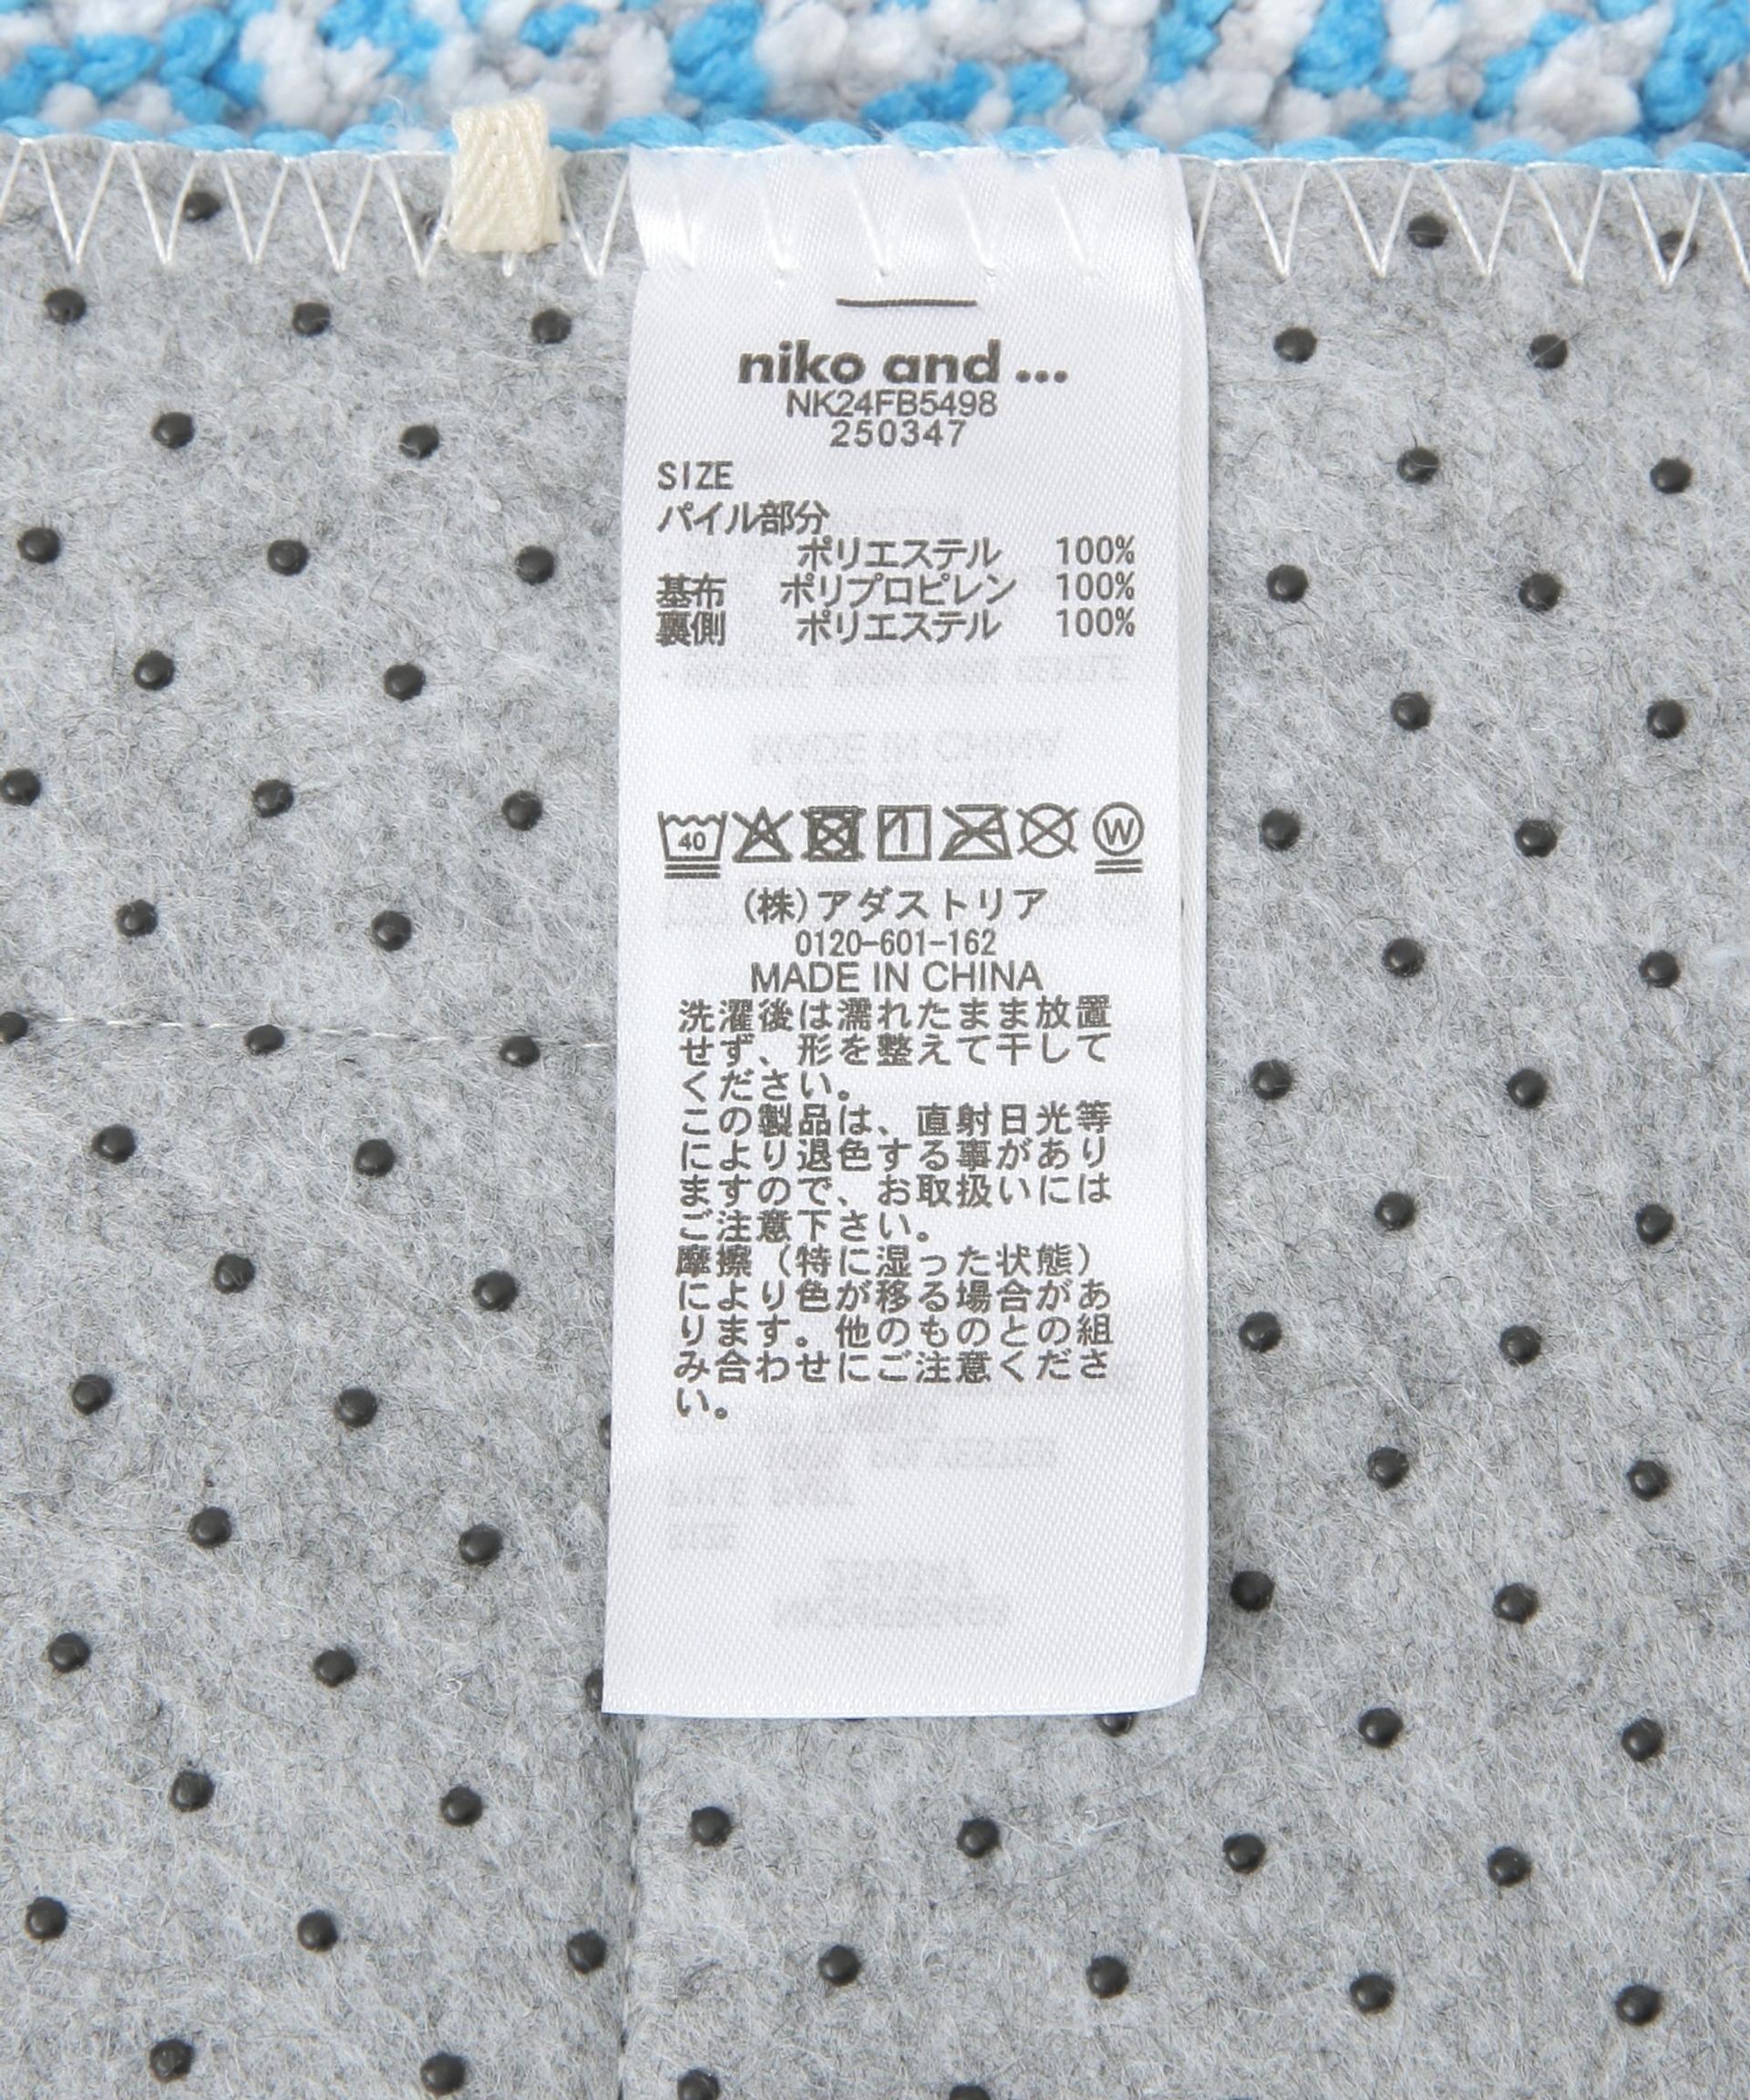 niko and ...
NK24FB5498
250347
SIZE
パイル部分
ポリエステル 100%
基布 ポリプロピレン 100%
裏側 ポリエステル 100%
40 W
(株)アダストリア
0120-601-162
MADE IN CHINA
洗濯後は濡れたまま放置
せず、形を整えて干して
ください。
この製品は、直射日光等
により退色する事があり
ますので、お取扱いには
ご注意下さい。
摩擦（特に湿った状態）
により色が移る場合があ
ります。他のものとの組
み合わせにご注意くださ
い。